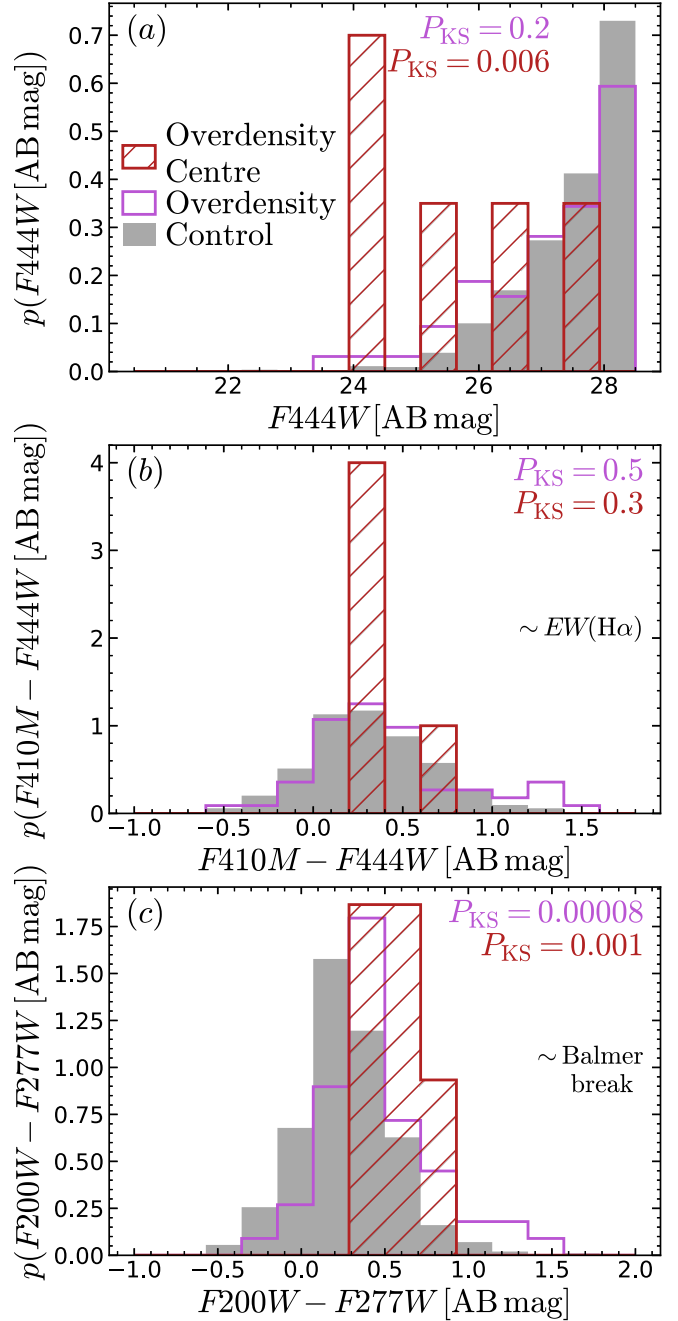 (a)
P_KS = 0.2
P_KS = 0.006
Overdensity
Centre
Overdensity
Control
p(F444W [AB mag])
0.7
0.6
0.5
0.4
0.3
0.2
0.1
0.0
22 24 26 28
F444W [AB mag]
(b)
P_KS = 0.5
P_KS = 0.3
~ EW(Hα)
p(F410M − F444W [AB mag])
4
3
2
1
0
−1.0 −0.5 0.0 0.5 1.0 1.5
F410M − F444W [AB mag]
(c)
P_KS = 0.00008
P_KS = 0.001
~ Balmer
break
p(F200W − F277W [AB mag])
1.75
1.50
1.25
1.00
0.75
0.50
0.25
0.00
−1.0 −0.5 0.0 0.5 1.0 1.5 2.0
F200W − F277W [AB mag]